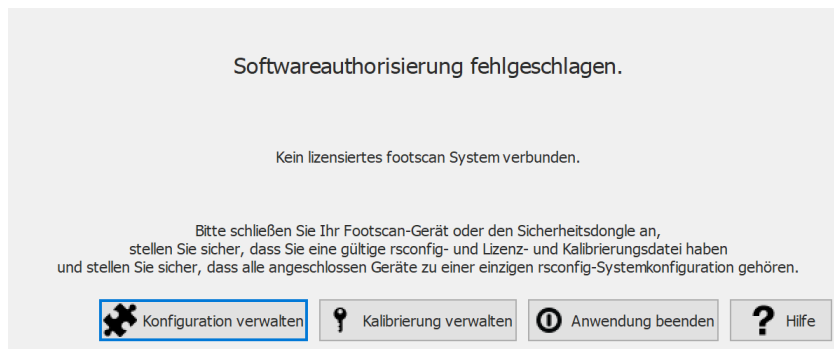 Softwareauthorisierung fehlgeschlagen.
Kein lizensiertes footscan System verbunden.
Bitte schließen Sie Ihr Footscan-Gerät oder den Sicherheitsdongle an,
stellen Sie sicher, dass Sie eine gültige rsconfig- und Lizenz- und Kalibrierungsdatei haben
und stellen Sie sicher, dass alle angeschlossen Geräte zu einer einzigen rsconfig-Systemkonfiguration gehören.
Konfiguration verwalten
Kalibrierung verwalten
Anwendung beenden
Hilfe